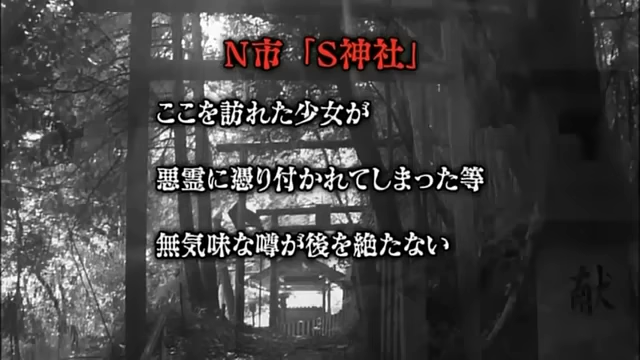 N市「S神社」
ここを訪れた少女が
悪霊に憑り付かれてしまった等
無気味な噂が後を絶たない
献